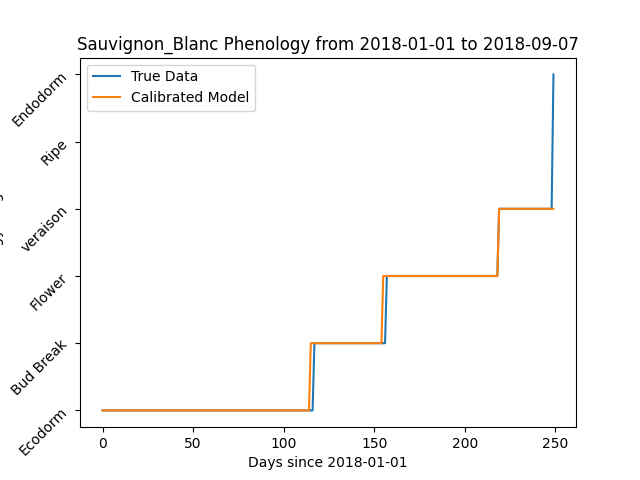 Sauvignon_Blanc Phenology from 2018-01-01 to 2018-09-07
True Data
Calibrated Model
Endodorm
Ripe
veraison
Flower
Bud Break
Ecodorm
0 50 100 150 200 250
Days since 2018-01-01